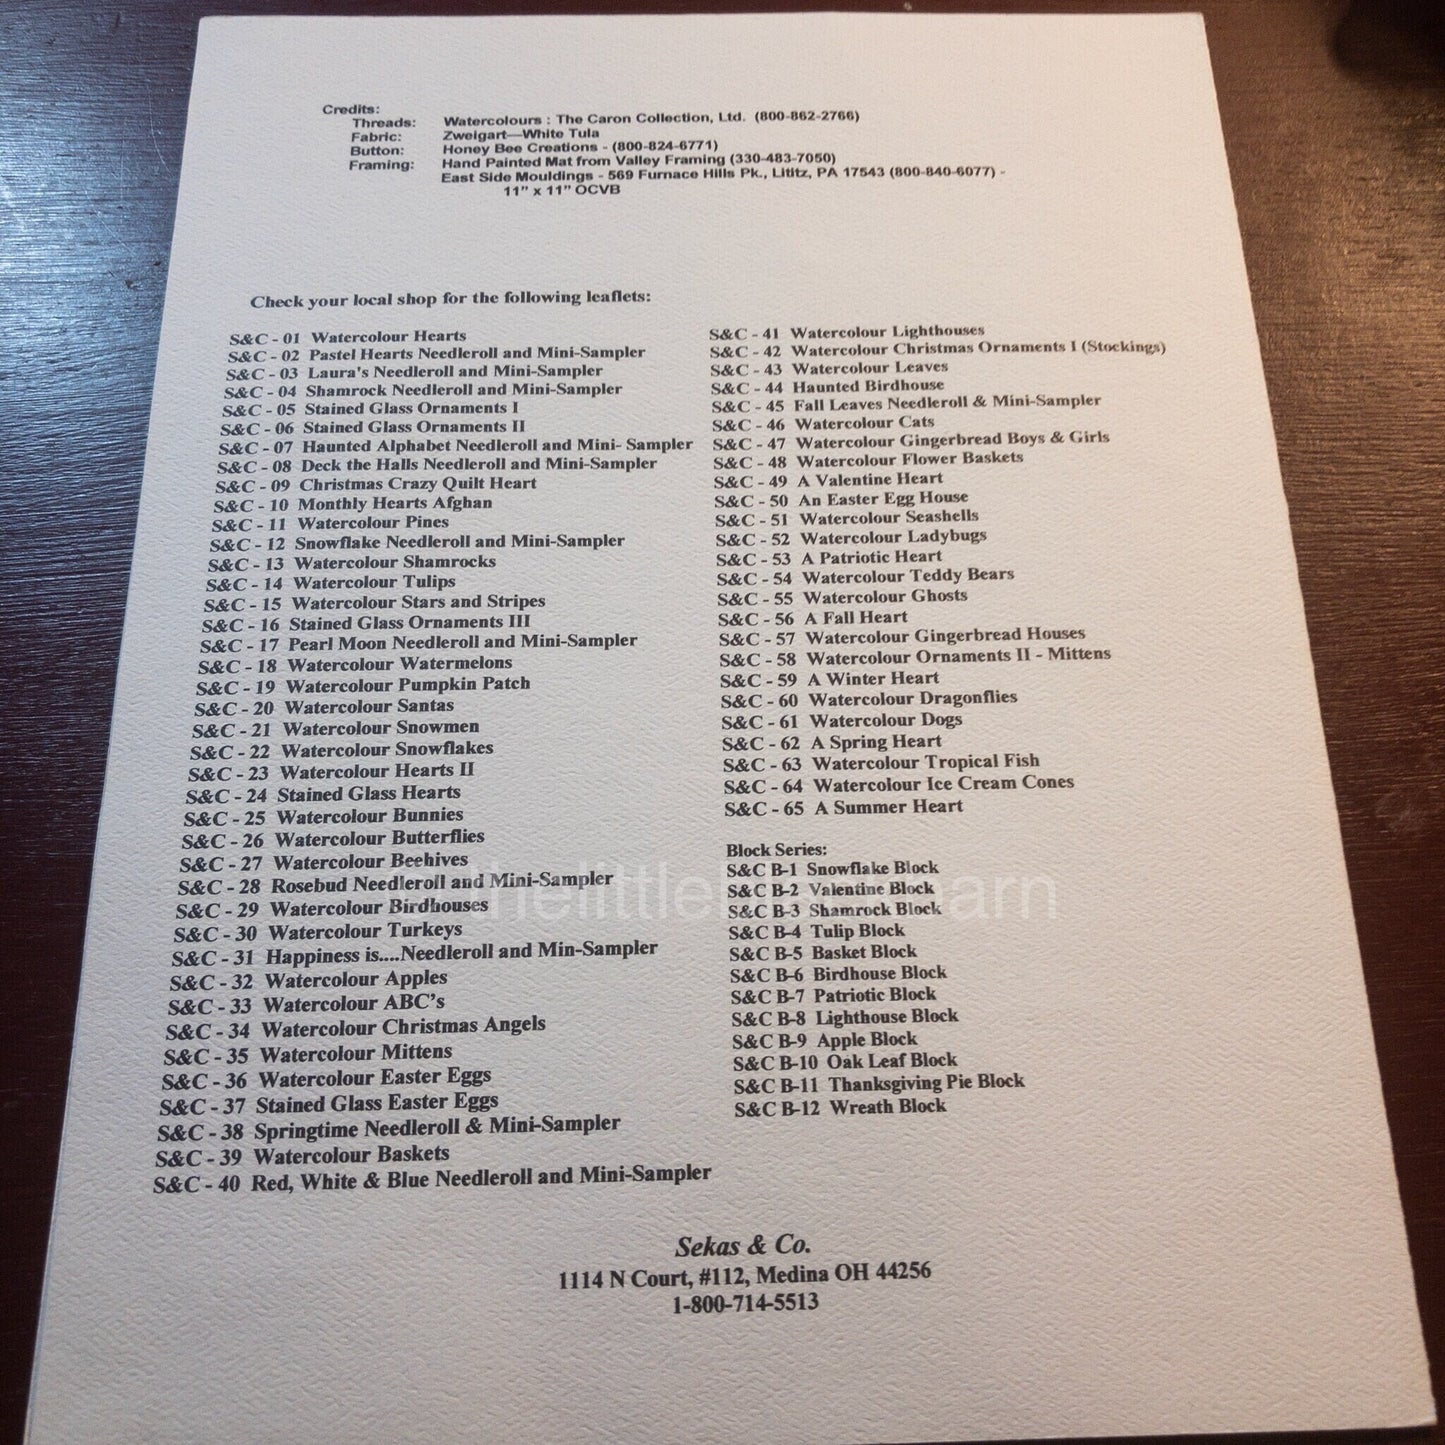 Credits:
Threads: Watercolours : The Caron Collection, Ltd. (800-862-2766)
Fabric: Zweigart—White Tula
Button: Honey Bee Creations - (800-824-6771)
Framing: Hand Painted Mat from Valley Framing (330-483-7050)
East Side Mouldings - 569 Furnace Hills Pk., Lititz, PA 17543 (800-840-6077) -
11" x 11" OCVB
Check your local shop for the following leaflets:
S&C - 01 Watercolour Hearts
S&C - 02 Pastel Hearts Needleroll and Mini-Sampler
S&C - 03 Laura's Needleroll and Mini-Sampler
S&C - 04 Shamrock Needleroll and Mini-Sampler
S&C - 05 Stained Glass Ornaments I
S&C - 06 Stained Glass Ornaments II
S&C - 07 Haunted Alphabet Needleroll and Mini- Sampler
S&C - 08 Deck the Halls Needleroll and Mini-Sampler
S&C - 09 Christmas Crazy Quilt Heart
S&C - 10 Monthly Hearts Afghan
S&C - 11 Watercolour Pines
S&C - 12 Snowflake Needleroll and Mini-Sampler
S&C - 13 Watercolour Shamrocks
S&C - 14 Watercolour Tulips
S&C - 15 Watercolour Stars and Stripes
S&C - 16 Stained Glass Ornaments III
S&C - 17 Pearl Moon Needleroll and Mini-Sampler
S&C - 18 Watercolour Watermelons
S&C - 19 Watercolour Pumpkin Patch
S&C - 20 Watercolour Santas
S&C - 21 Watercolour Snowmen
S&C - 22 Watercolour Snowflakes
S&C - 23 Watercolour Hearts II
S&C - 24 Stained Glass Hearts
S&C - 25 Watercolour Bunnies
S&C - 26 Watercolour Butterflies
S&C - 27 Watercolour Beehives
S&C - 28 Rosebud Needleroll and Mini-Sampler
S&C - 29 Watercolour Birdhouses
S&C - 30 Watercolour Turkeys
S&C - 31 Happiness is....Needleroll and Min-Sampler
S&C - 32 Watercolour Apples
S&C - 33 Watercolour ABC's
S&C - 34 Watercolour Christmas Angels
S&C - 35 Watercolour Mittens
S&C - 36 Watercolour Easter Eggs
S&C - 37 Stained Glass Easter Eggs
S&C - 38 Springtime Needleroll & Mini-Sampler
S&C - 39 Watercolour Baskets
S&C - 40 Red, White & Blue Needleroll and Mini-Sampler
S&C - 41 Watercolour Lighthouses
S&C - 42 Watercolour Christmas Ornaments I (Stockings)
S&C - 43 Watercolour Leaves
S&C - 44 Haunted Birdhouse
S&C - 45 Fall Leaves Needleroll & Mini-Sampler
S&C - 46 Watercolour Cats
S&C - 47 Watercolour Gingerbread Boys & Girls
S&C - 48 Watercolour Flower Baskets
S&C - 49 A Valentine Heart
S&C - 50 An Easter Egg House
S&C - 51 Watercolour Seashells
S&C - 52 Watercolour Ladybugs
S&C - 53 A Patriotic Heart
S&C - 54 Watercolour Teddy Bears
S&C - 55 Watercolour Ghosts
S&C - 56 A Fall Heart
S&C - 57 Watercolour Gingerbread Houses
S&C - 58 Watercolour Ornaments II - Mittens
S&C - 59 A Winter Heart
S&C - 60 Watercolour Dragonflies
S&C - 61 Watercolour Dogs
S&C - 62 A Spring Heart
S&C - 63 Watercolour Tropical Fish
S&C - 64 Watercolour Ice Cream Cones
S&C - 65 A Summer Heart
Block Series:
S&C B-1 Snowflake Block
S&C B-2 Valentine Block
S&C B-3 Shamrock Block
S&C B-4 Tulip Block
S&C B-5 Basket Block
S&C B-6 Birdhouse Block
S&C B-7 Patriotic Block
S&C B-8 Lighthouse Block
S&C B-9 Apple Block
S&C B-10 Oak Leaf Block
S&C B-11 Thanksgiving Pie Block
S&C B-12 Wreath Block
Sekas & Co.
1114 N Court, #112, Medina OH 44256
1-800-714-5513